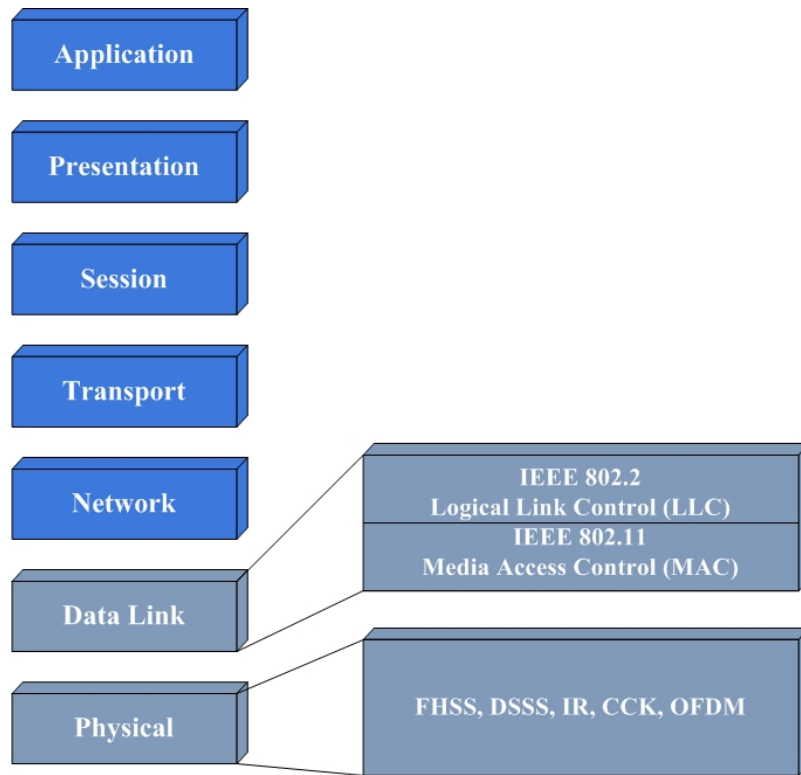 Application
Presentation
Session
Transport
Network
IEEE 802.2
Logical Link Control (LLC)
IEEE 802.11
Media Access Control (MAC)
Data Link
Physical
FHSS, DSSS, IR, CCK, OFDM